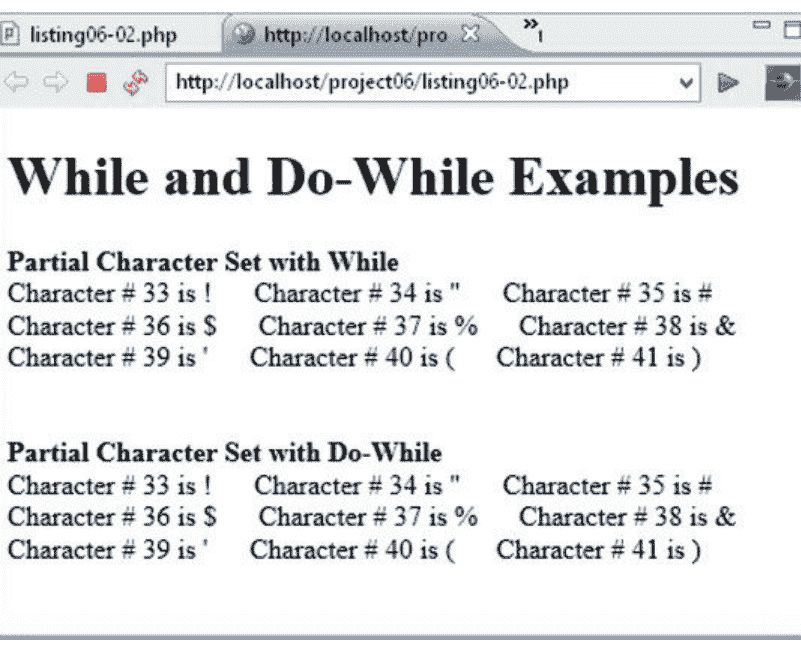 listing06-02.php http://localhost/pro »1
http://localhost/project06/listing06-02.php
While and Do-While Examples
Partial Character Set with While
Character # 33 is ! Character # 34 is " Character # 35 is #
Character # 36 is $ Character # 37 is % Character # 38 is &
Character # 39 is ' Character # 40 is ( Character # 41 is )
Partial Character Set with Do-While
Character # 33 is ! Character # 34 is " Character # 35 is #
Character # 36 is $ Character # 37 is % Character # 38 is &
Character # 39 is ' Character # 40 is ( Character # 41 is )